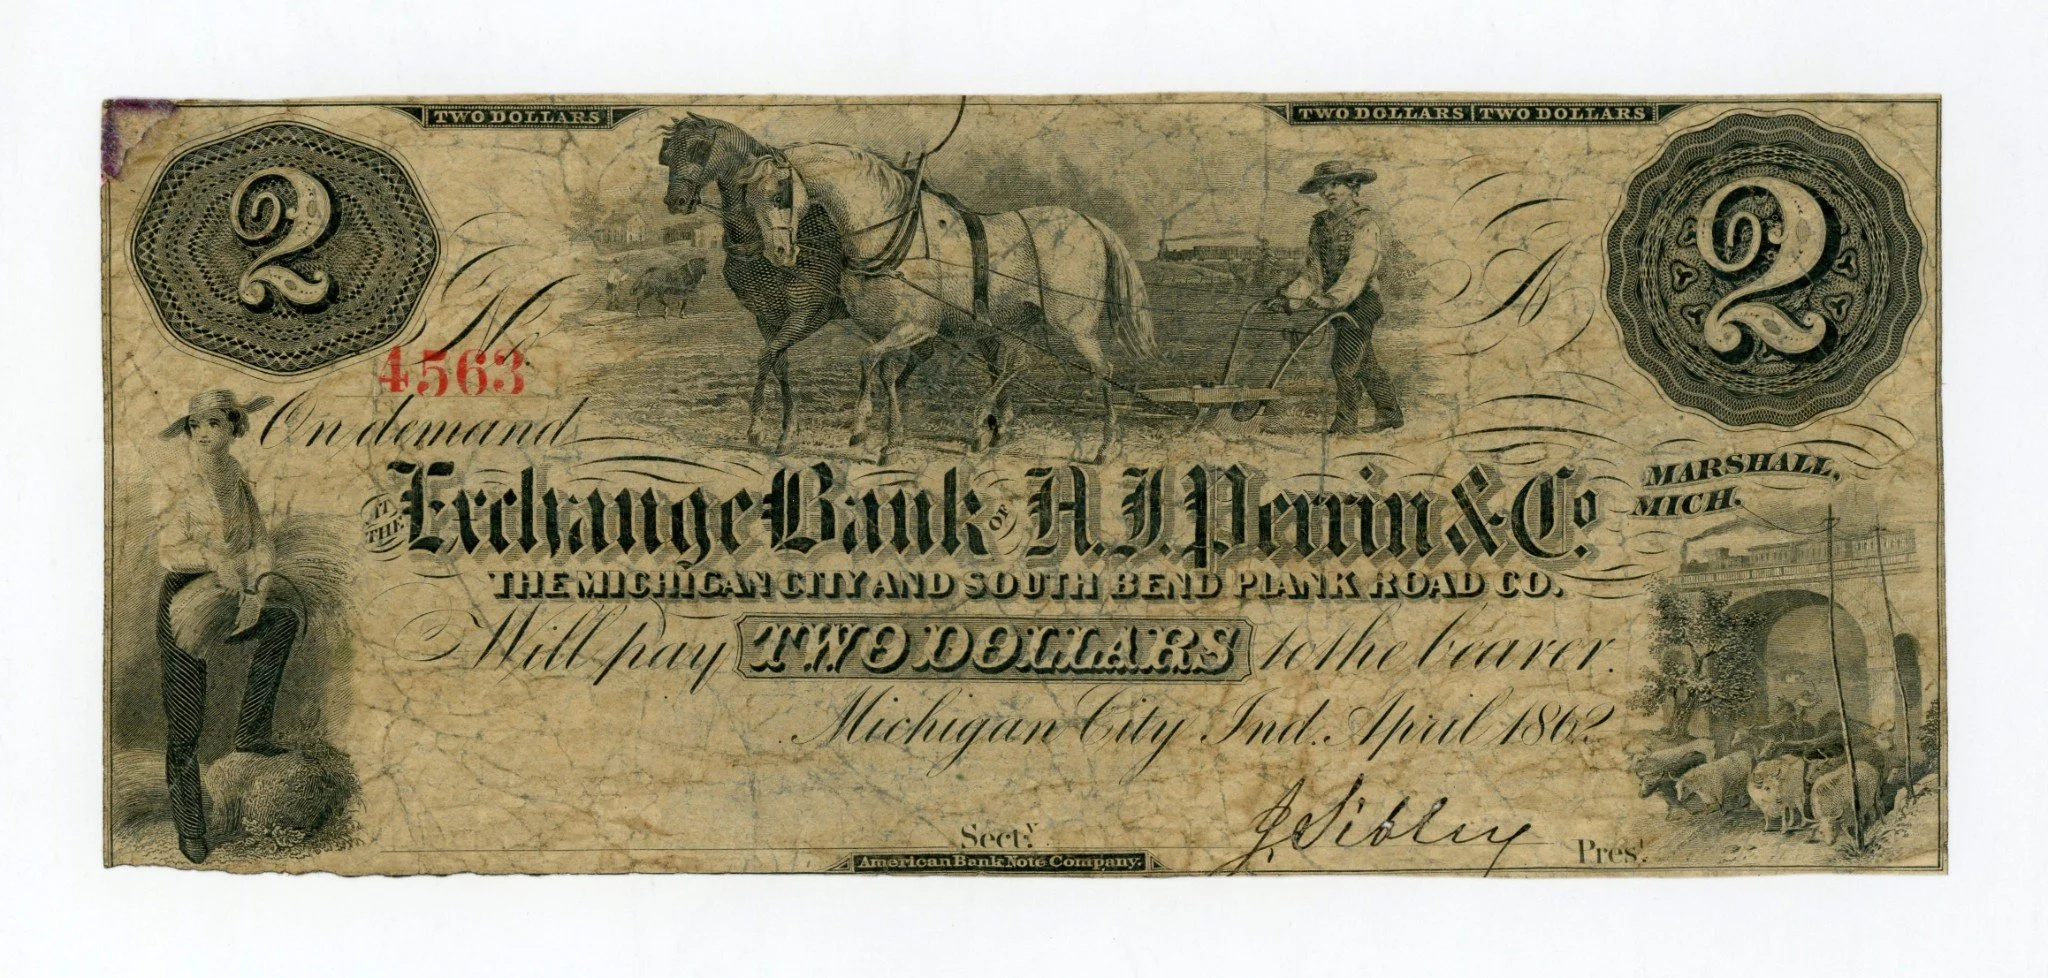 TWO DOLLARS
TWO DOLLARS TWO DOLLARS
2
2
No.
A
4563
On demand
AT THE Exchange Bank OF A. J. Perrin & Co.
MARSHALL,
MICH.
THE MICHIGAN CITY AND SOUTH BEND PLANK ROAD CO.
Will pay TWO DOLLARS to the bearer.
Michigan City Ind. April 1862
Sect.y
J. Sibley
Pres.t
American Bank Note Company.